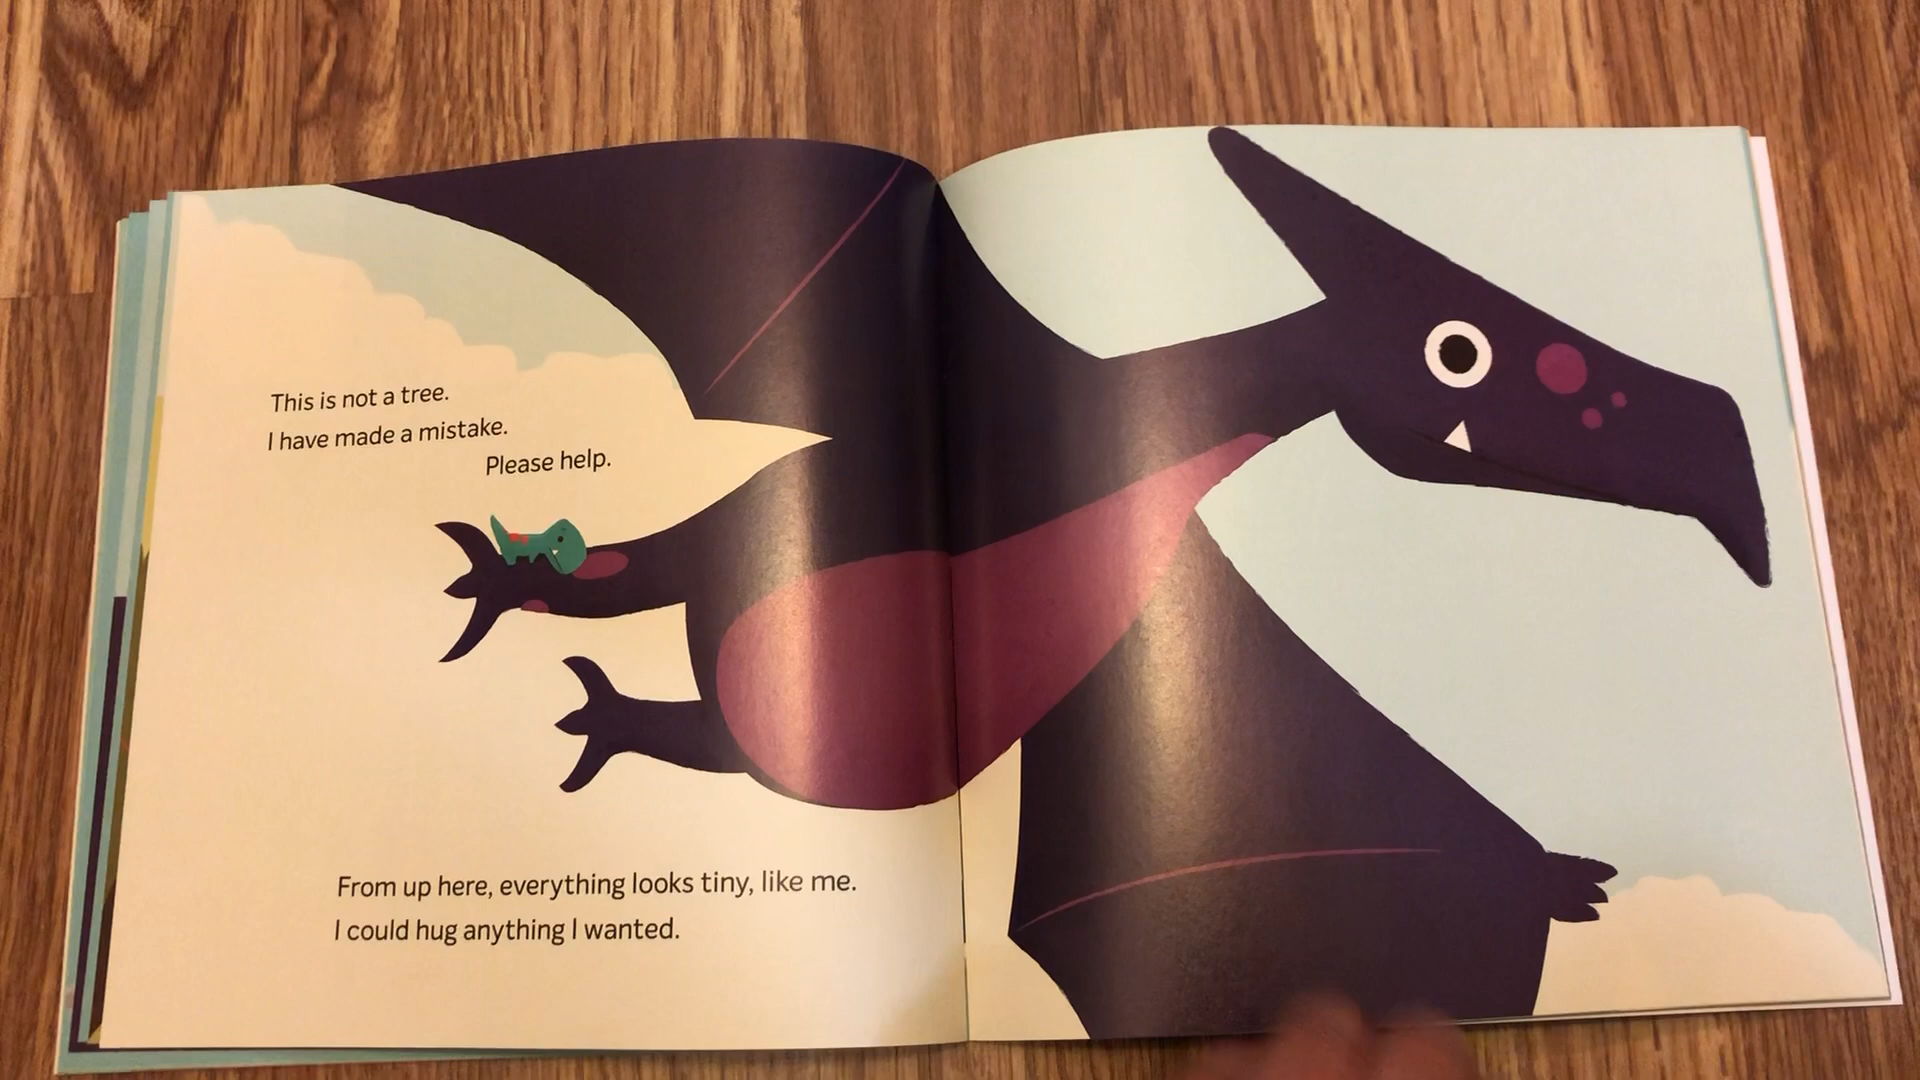 This is not a tree.
I have made a mistake.
Please help.
From up here, everything looks tiny, like me.
I could hug anything I wanted.